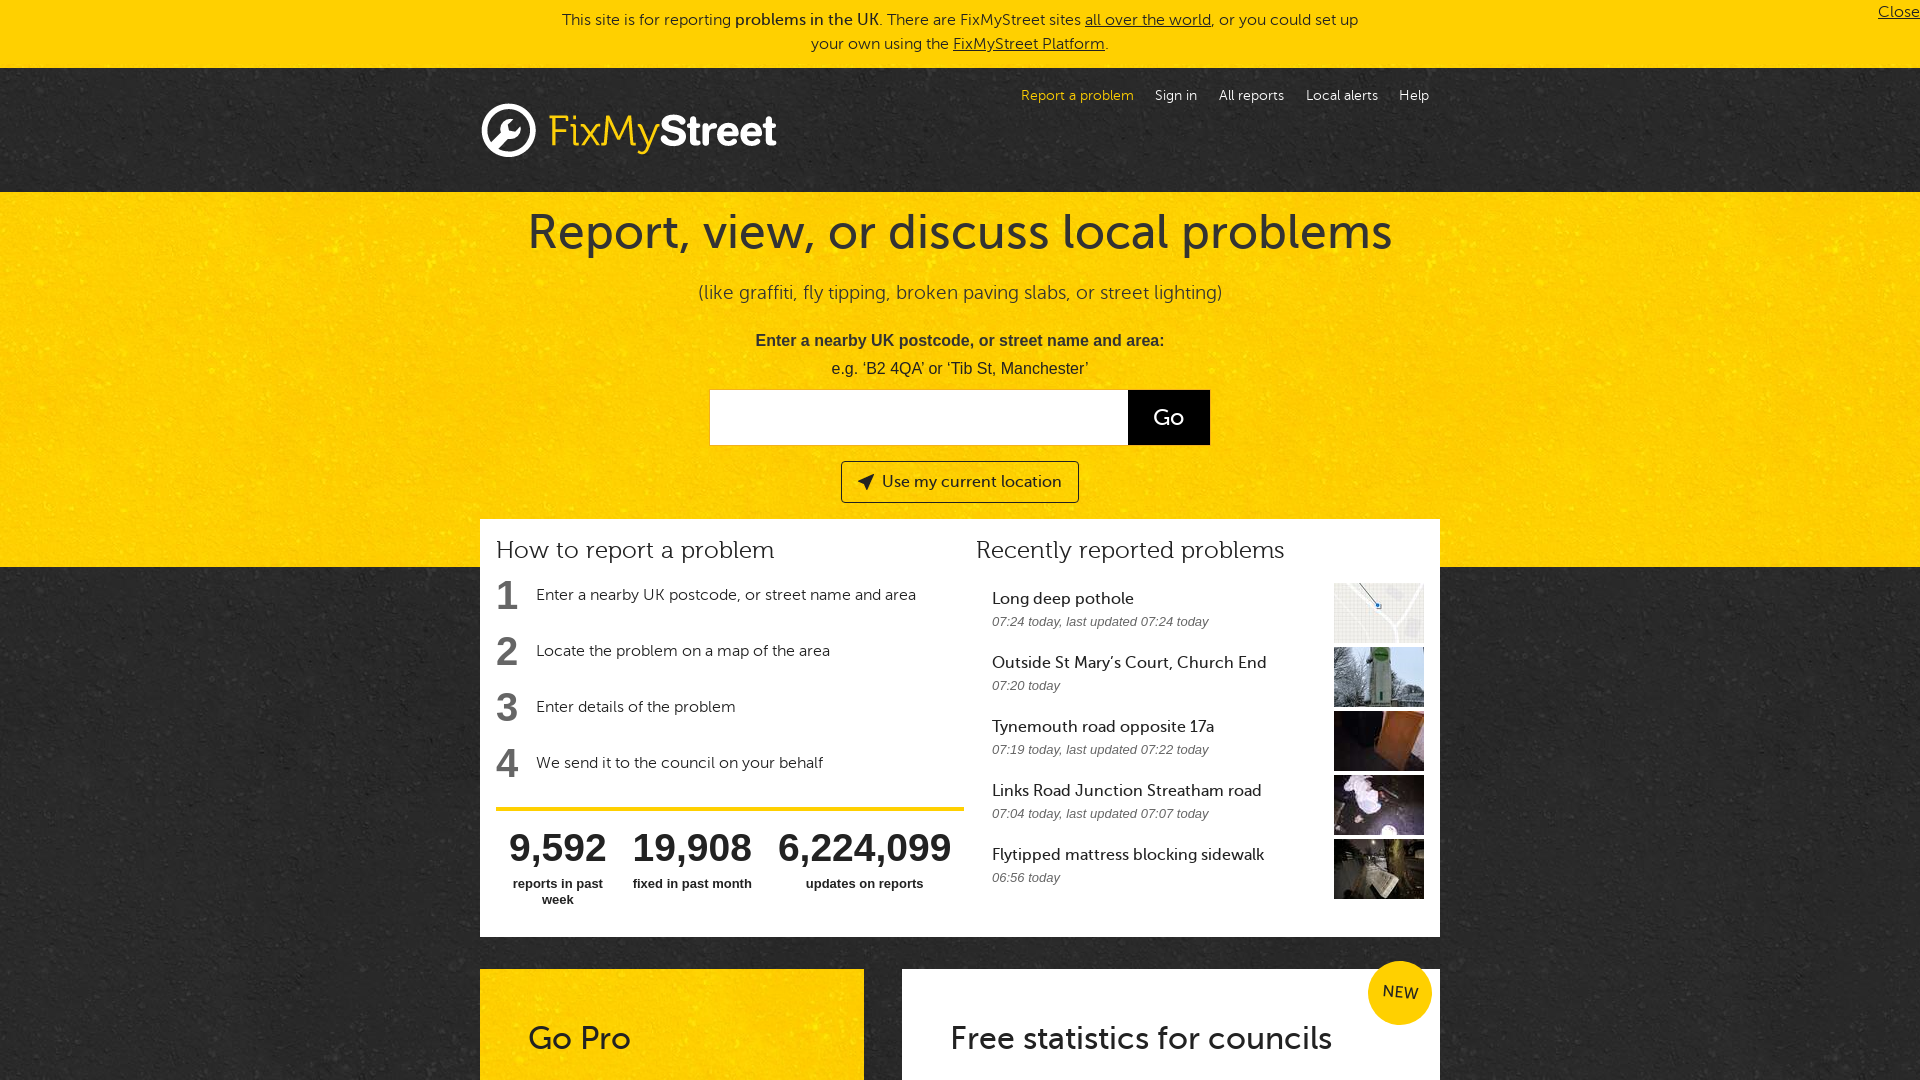 This site is for reporting problems in the UK. There are FixMyStreet sites all over the world, or you could set up
your own using the FixMyStreet Platform.
Close
Report a problem
Sign in
All reports
Local alerts
Help
FixMyStreet
Report, view, or discuss local problems
(like graffiti, fly tipping, broken paving slabs, or street lighting)
Enter a nearby UK postcode, or street name and area:
e.g. ‘B2 4QA’ or ‘Tib St, Manchester’
Go
Use my current location
How to report a problem
1 Enter a nearby UK postcode, or street name and area
2 Locate the problem on a map of the area
3 Enter details of the problem
4 We send it to the council on your behalf
9,592
reports in past
week
19,908
fixed in past month
6,224,099
updates on reports
Recently reported problems
Long deep pothole
07:24 today, last updated 07:24 today
Outside St Mary’s Court, Church End
07:20 today
Tynemouth road opposite 17a
07:19 today, last updated 07:22 today
Links Road Junction Streatham road
07:04 today, last updated 07:07 today
Flytipped mattress blocking sidewalk
06:56 today
Go Pro
NEW
Free statistics for councils